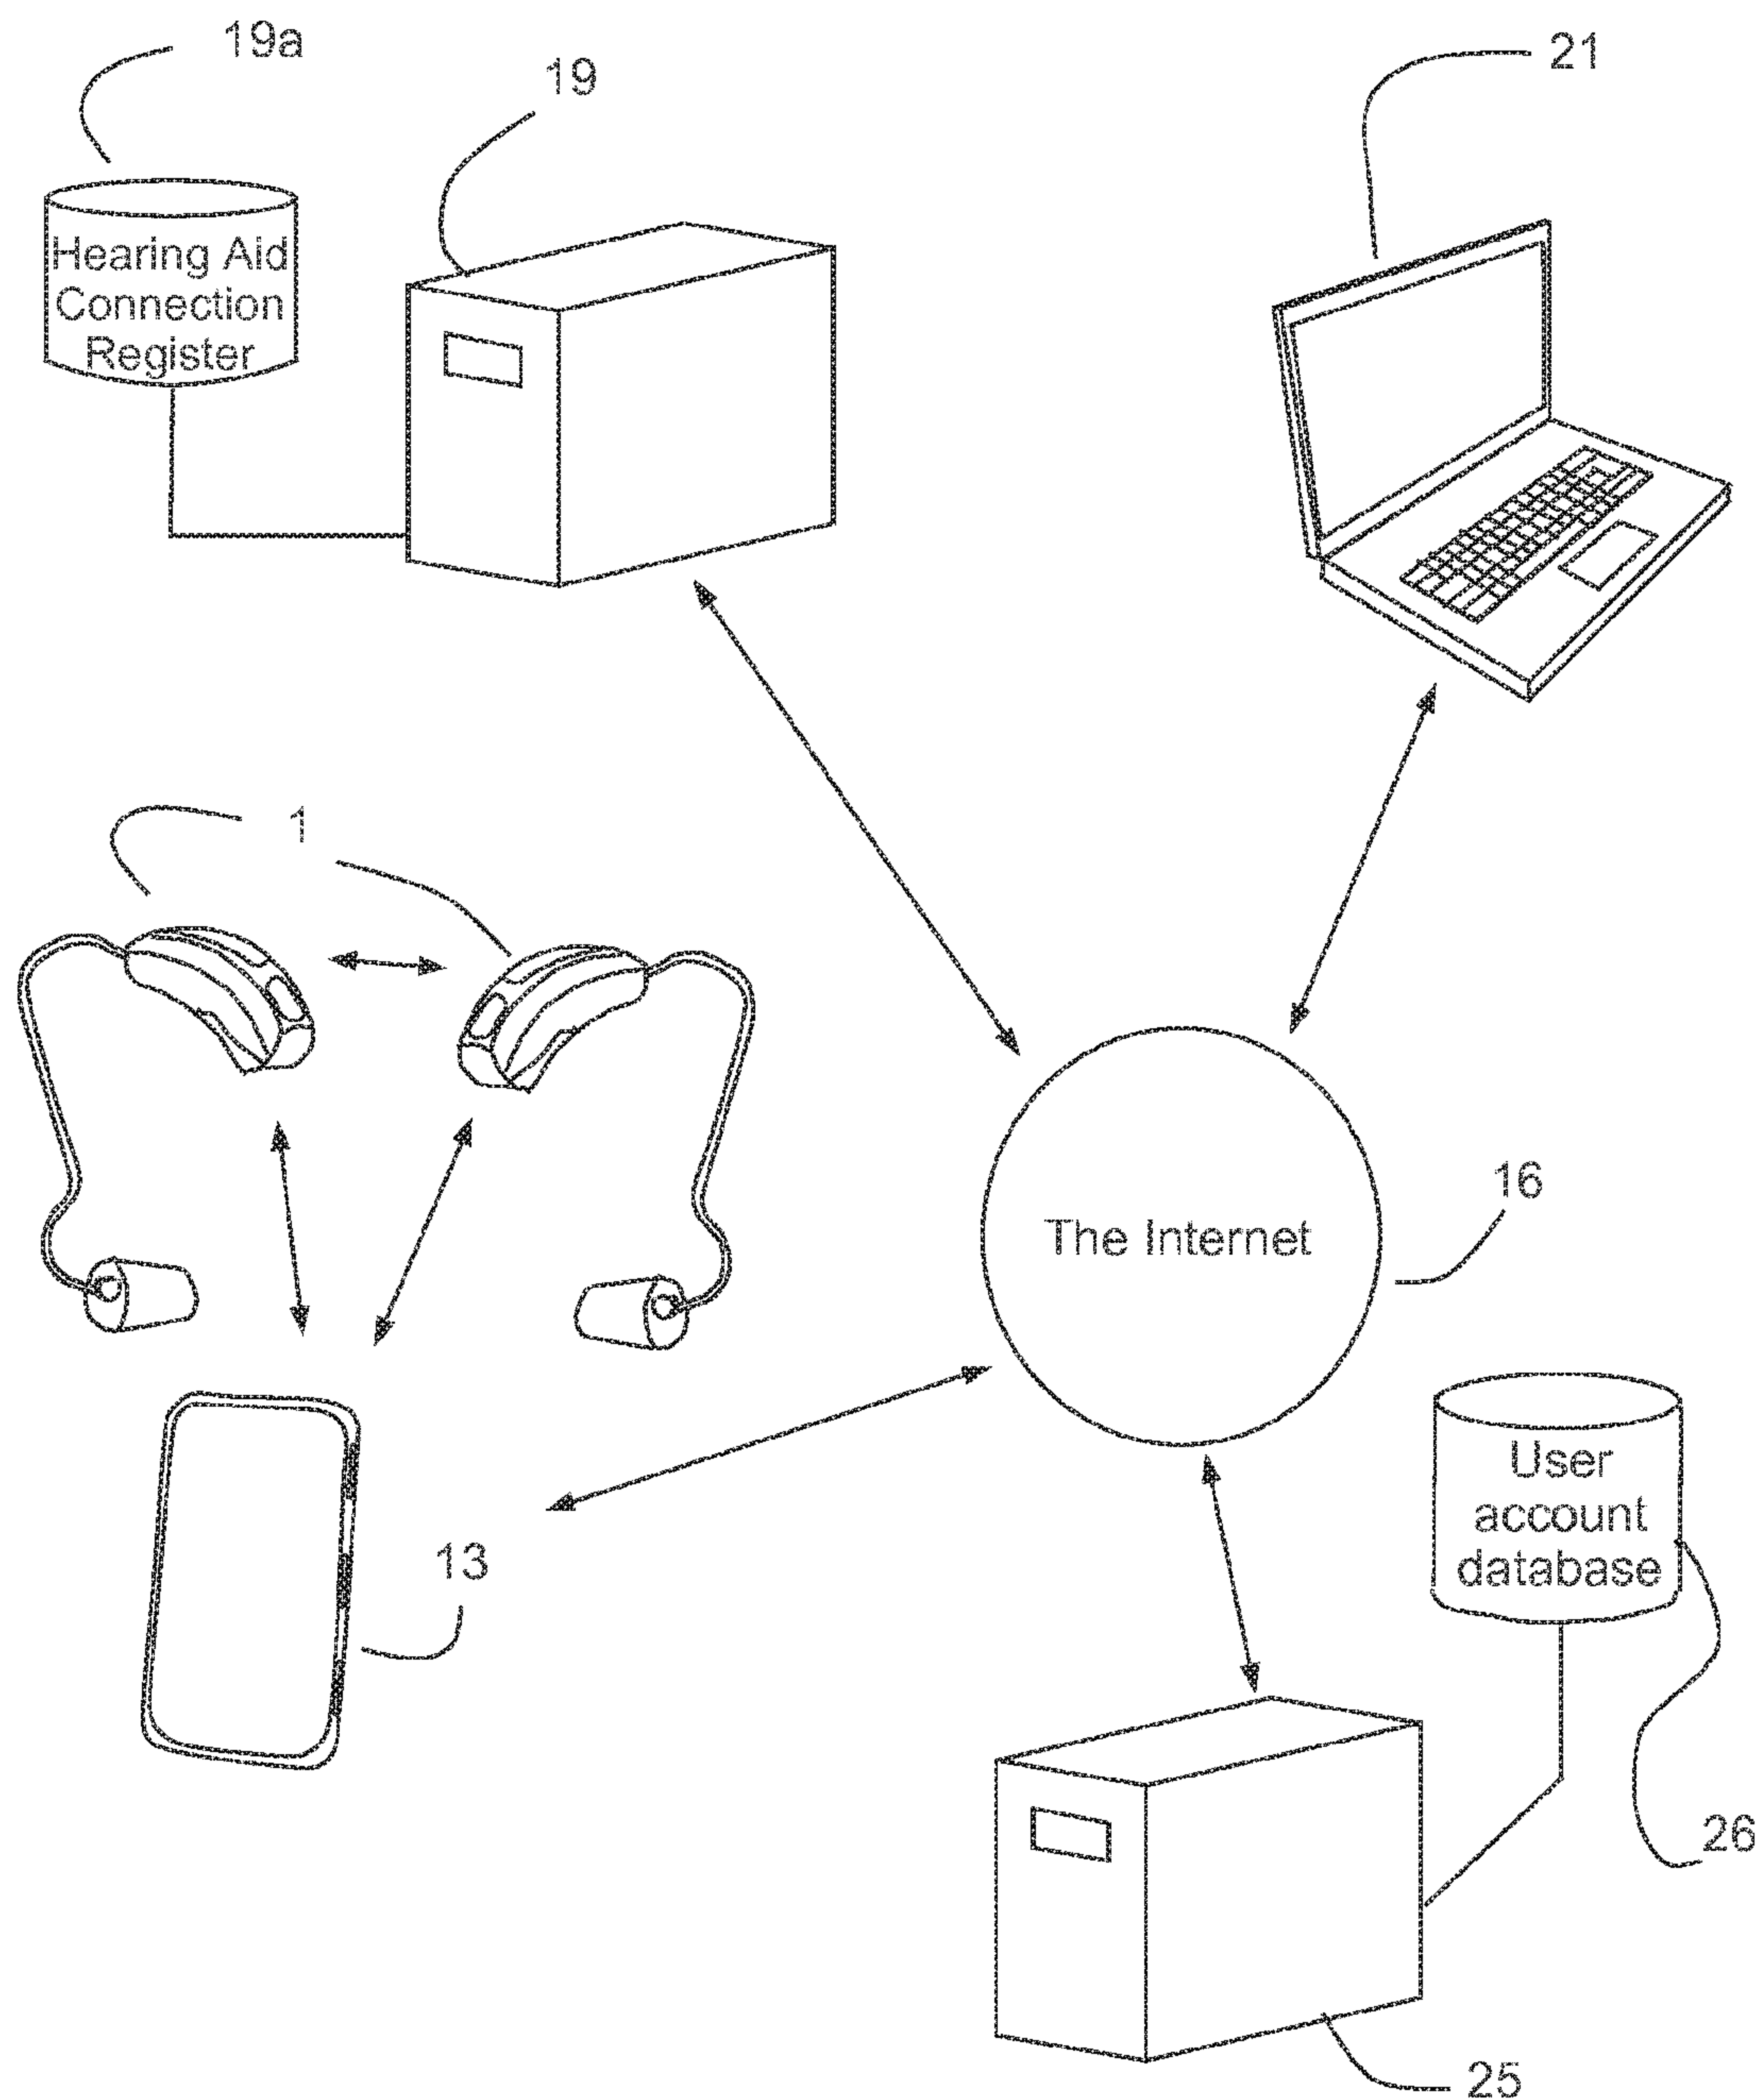 19a
19
21
Hearing Aid
Connection
Register
1
16
The Internet
User
account
database
13
26
25